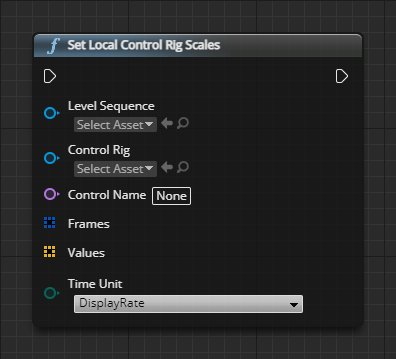 Set Local Control Rig Scales
Level Sequence
Select Asset
Control Rig
Select Asset
Control Name None
Frames
Values
Time Unit
DisplayRate